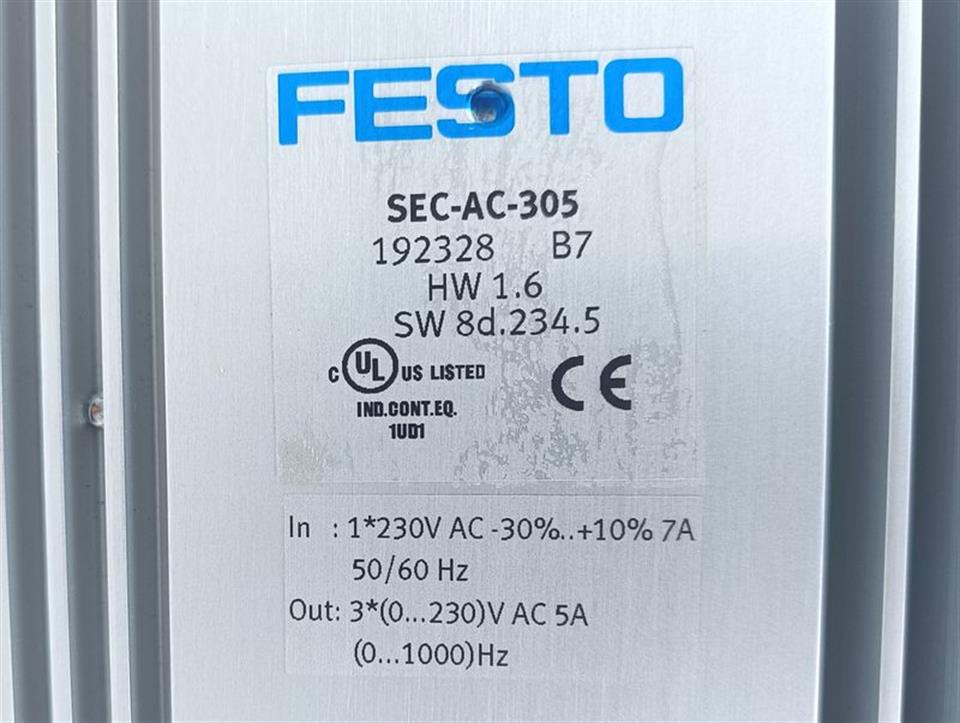 FESTO
SEC-AC-305
192328 B7
HW 1.6
SW 8d.234.5
C UL US LISTED CE
IND.CONT.EQ.
1UD1
In : 1*230V AC -30%..+10% 7A
50/60 Hz
Out: 3*(0...230)V AC 5A
(0...1000)Hz